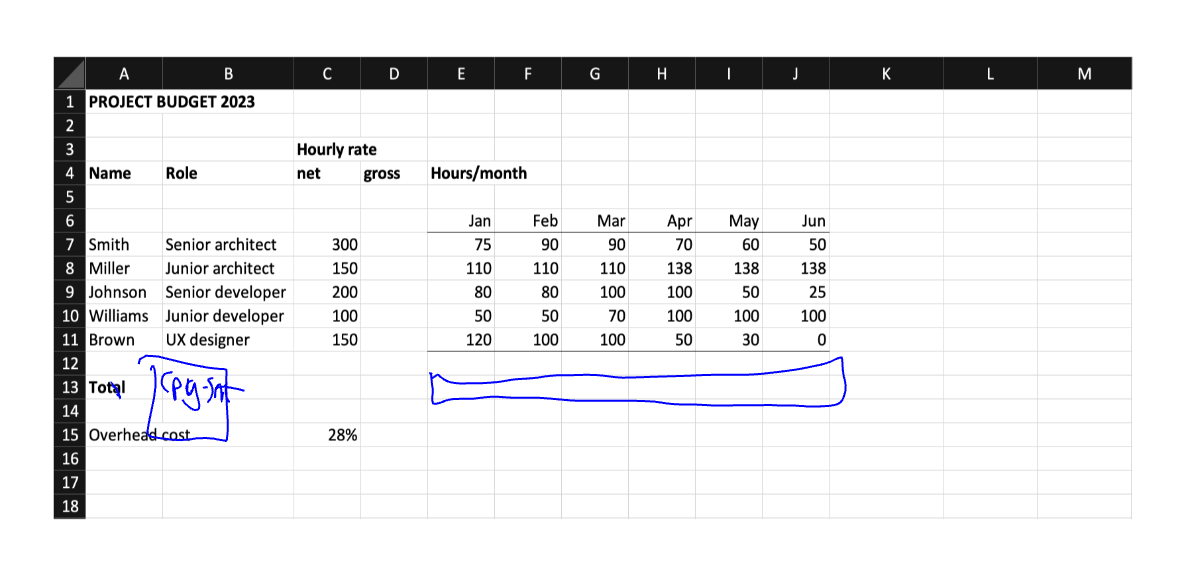 A B C D E F G H I J K L M
1 PROJECT BUDGET 2023
2
3 Hourly rate
4 Name Role net gross Hours/month
5
6 Jan Feb Mar Apr May Jun
7 Smith Senior architect 300 75 90 90 70 60 50
8 Miller Junior architect 150 110 110 110 138 138 138
9 Johnson Senior developer 200 80 80 100 100 50 25
10 Williams Junior developer 100 50 50 70 100 100 100
11 Brown UX designer 150 120 100 100 50 30 0
12
13 Total
14
15 Overhead cost 28%
16
17
18